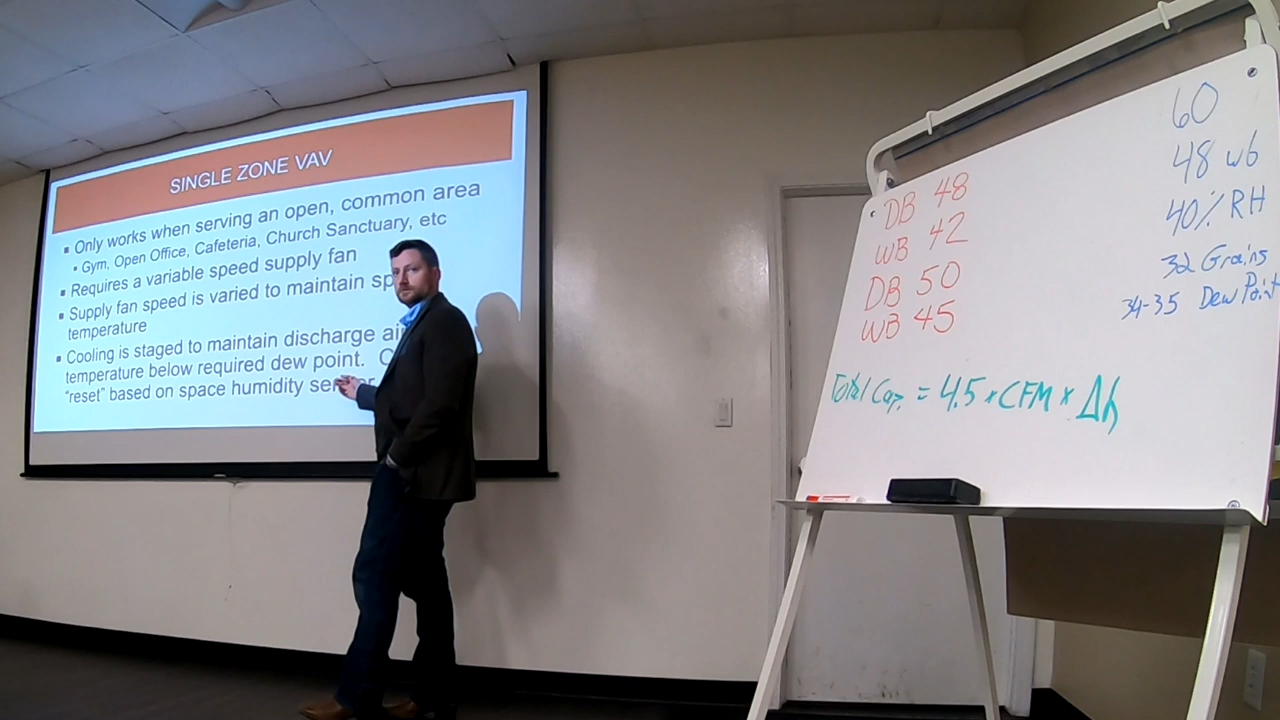 SINGLE ZONE VAV
▪ Only works when serving an open, common area
• Gym, Open Office, Cafeteria, Church Sanctuary, etc
▪ Requires a variable speed supply fan
▪ Supply fan speed is varied to maintain sp
temperature
▪ Cooling is staged to maintain discharge air
temperature below required dew point.
"reset" based on space humidity
DB 48
WB 42
DB 50
WB 45
Total Cap. = 4.5 × CFM × Δh
60
48 wb
40% RH
32 Grains
34-35 Dew Point